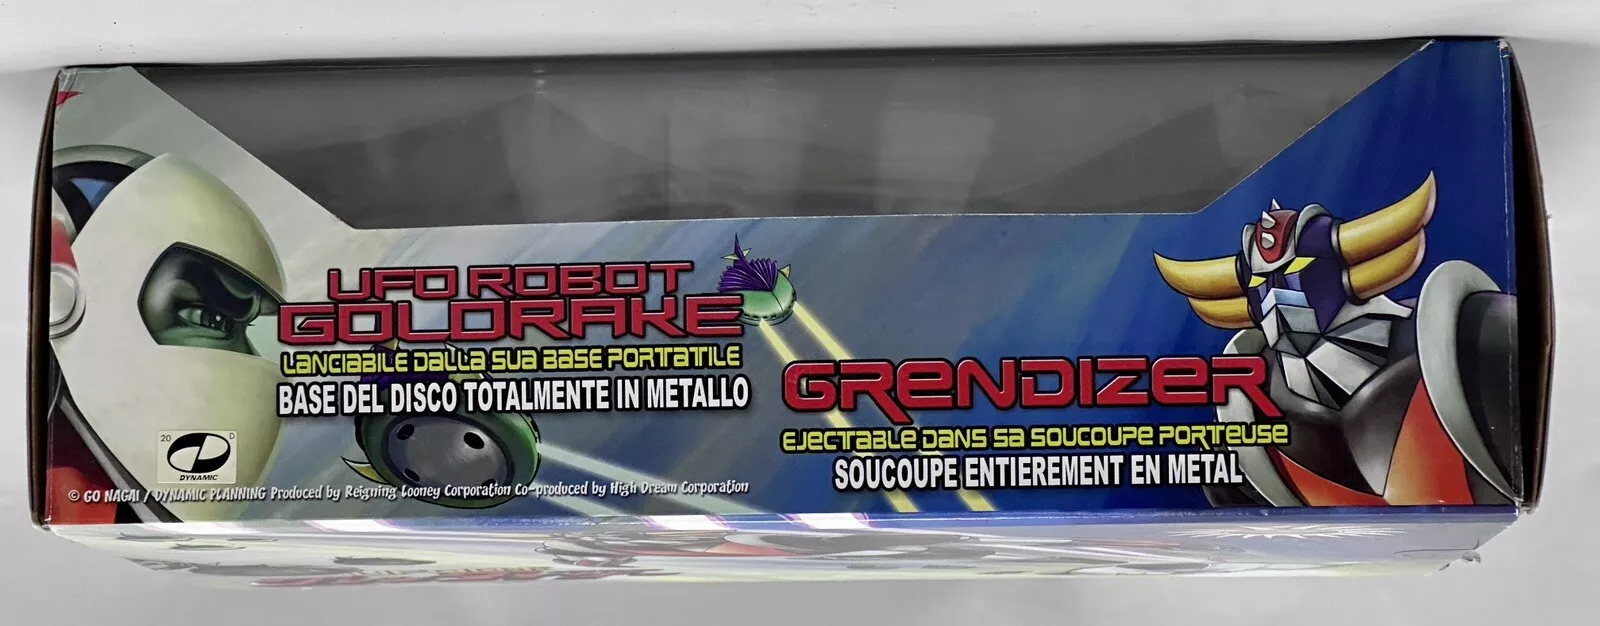 UFO ROBOT
GOLDRAKE
LANCIABILE DALLA SUA BASE PORTATILE
BASE DEL DISCO TOTALMENTE IN METALLO
GRENDIZER
EJECTABLE DANS SA SOUCOUPE PORTEUSE
SOUCOUPE ENTIEREMENT EN METAL
20 D
DYNAMIC
© GO NAGAI / DYNAMIC PLANNING Produced by Reigning Looney Corporation Co-produced by High Dream Corporation